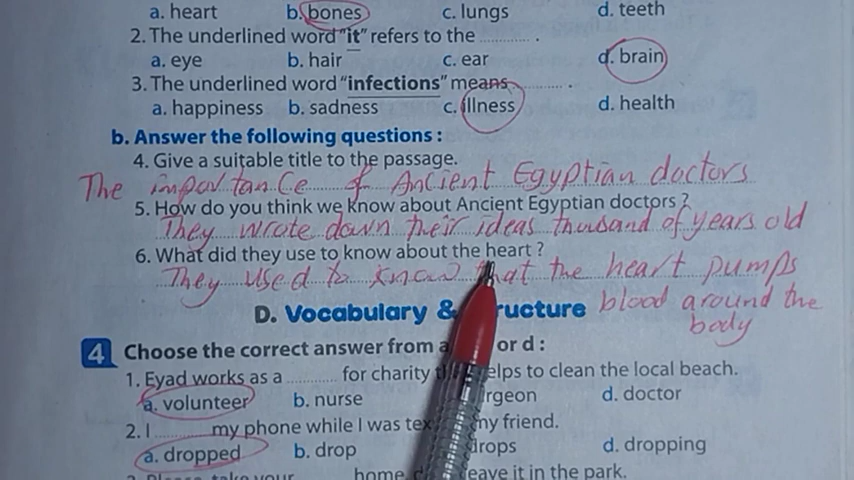 a. heart b. bones c. lungs d. teeth
2. The underlined word "it" refers to the ............ .
a. eye b. hair c. ear d. brain
3. The underlined word "infections" means ............ .
a. happiness b. sadness c. illness d. health
b. Answer the following questions :
4. Give a suitable title to the passage.
The importance of Ancient Egyptian doctors
5. How do you think we know about Ancient Egyptian doctors ?
They wrote down their ideas thousand of years old
6. What did they use to know about the heart ?
They used to know that the heart pumps
blood around the
body
D. Vocabulary &
4 Choose the correct answer from a or d :
1. Eyad works as a ............ for charity helps to clean the local beach.
a. volunteer b. nurse d. doctor
2. I ............ my phone while I was my friend.
a. dropped b. drop d. dropping
home leave it in the park.